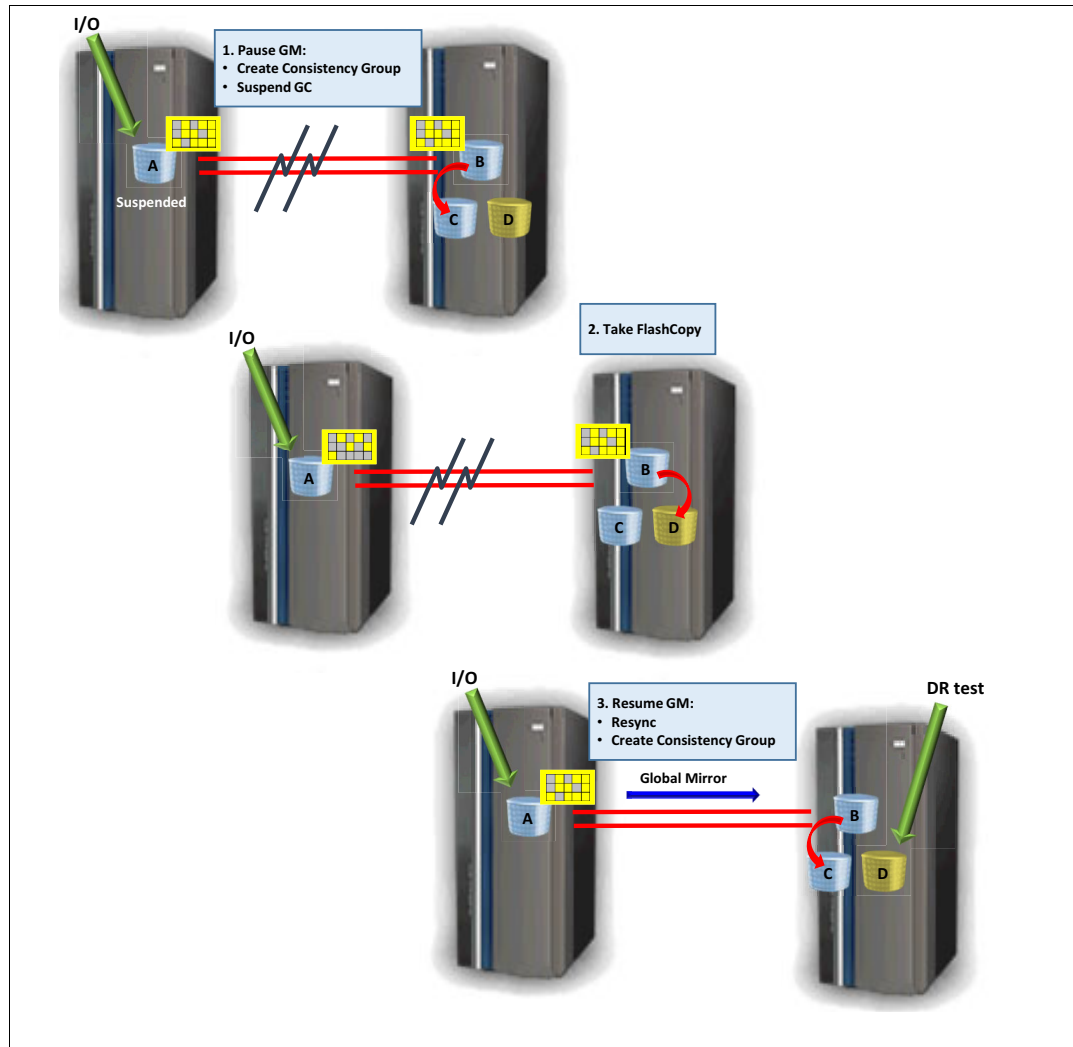 I/O
1. Pause GM:
• Create Consistency Group
• Suspend GC
A
B
Suspended
C
D
I/O
2. Take FlashCopy
A
B
C
D
I/O
DR test
3. Resume GM:
• Resync
• Create Consistency Group
Global Mirror
A
B
C
D